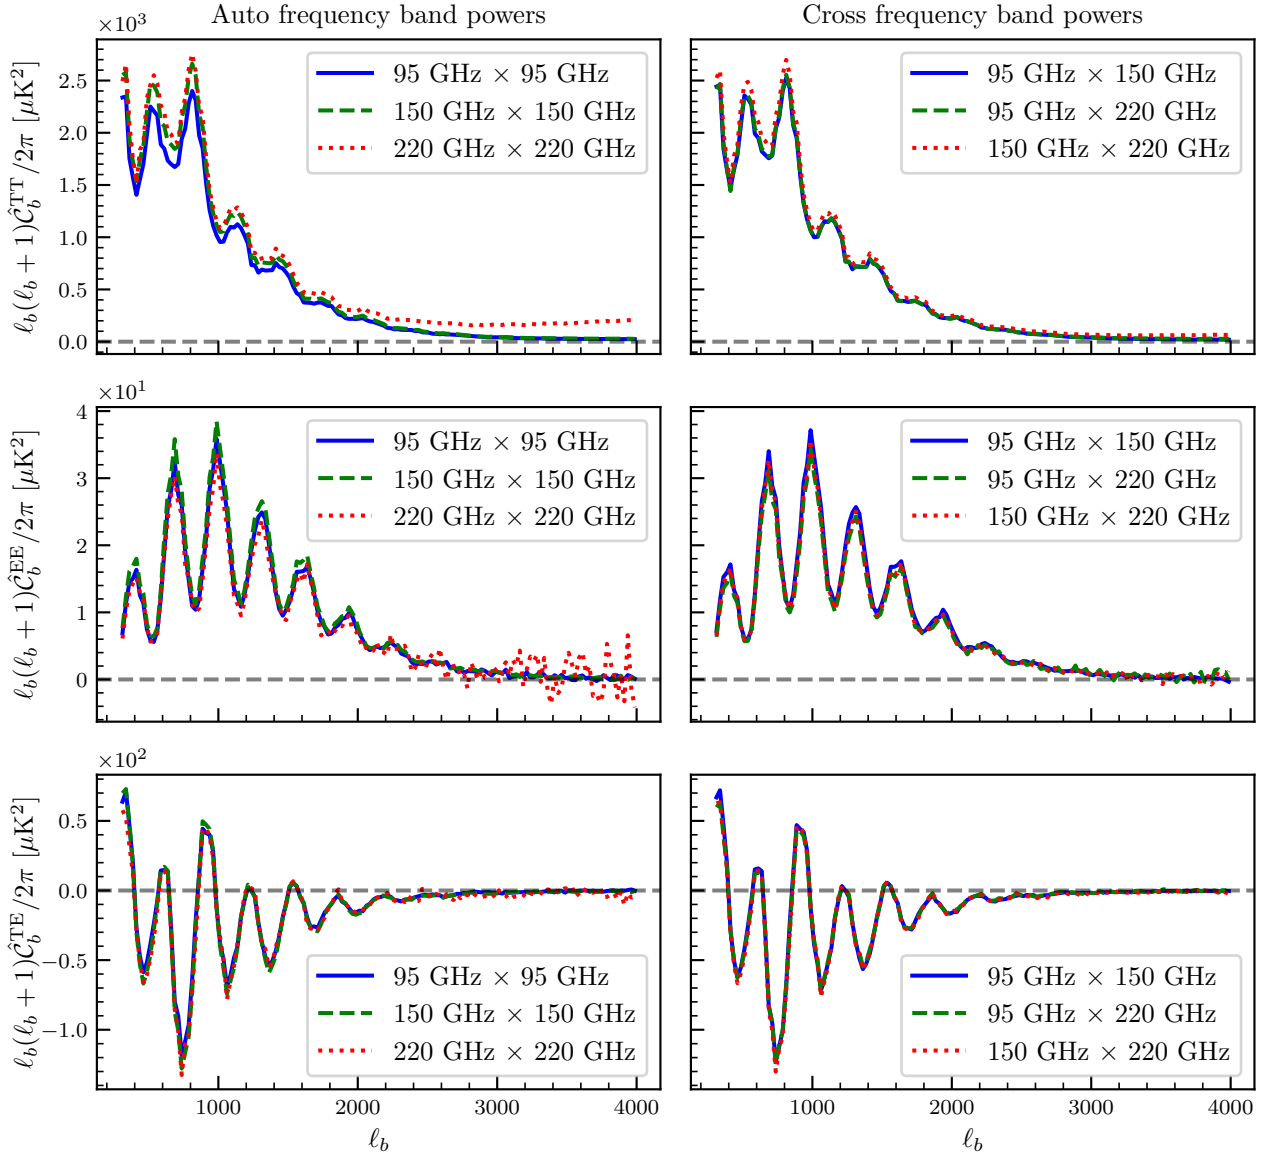 Auto frequency band powers
Cross frequency band powers
×10³
ℓ_b(ℓ_b + 1)Ĉ_b^TT/2π [μK²]
2.5
2.0
1.5
1.0
0.5
0.0
95 GHz × 95 GHz
150 GHz × 150 GHz
220 GHz × 220 GHz
95 GHz × 150 GHz
95 GHz × 220 GHz
150 GHz × 220 GHz
×10¹
ℓ_b(ℓ_b + 1)Ĉ_b^EE/2π [μK²]
4
3
2
1
0
95 GHz × 95 GHz
150 GHz × 150 GHz
220 GHz × 220 GHz
95 GHz × 150 GHz
95 GHz × 220 GHz
150 GHz × 220 GHz
×10²
ℓ_b(ℓ_b + 1)Ĉ_b^TE/2π [μK²]
0.5
0.0
−0.5
−1.0
95 GHz × 95 GHz
150 GHz × 150 GHz
220 GHz × 220 GHz
95 GHz × 150 GHz
95 GHz × 220 GHz
150 GHz × 220 GHz
1000 2000 3000 4000
1000 2000 3000 4000
ℓ_b
ℓ_b